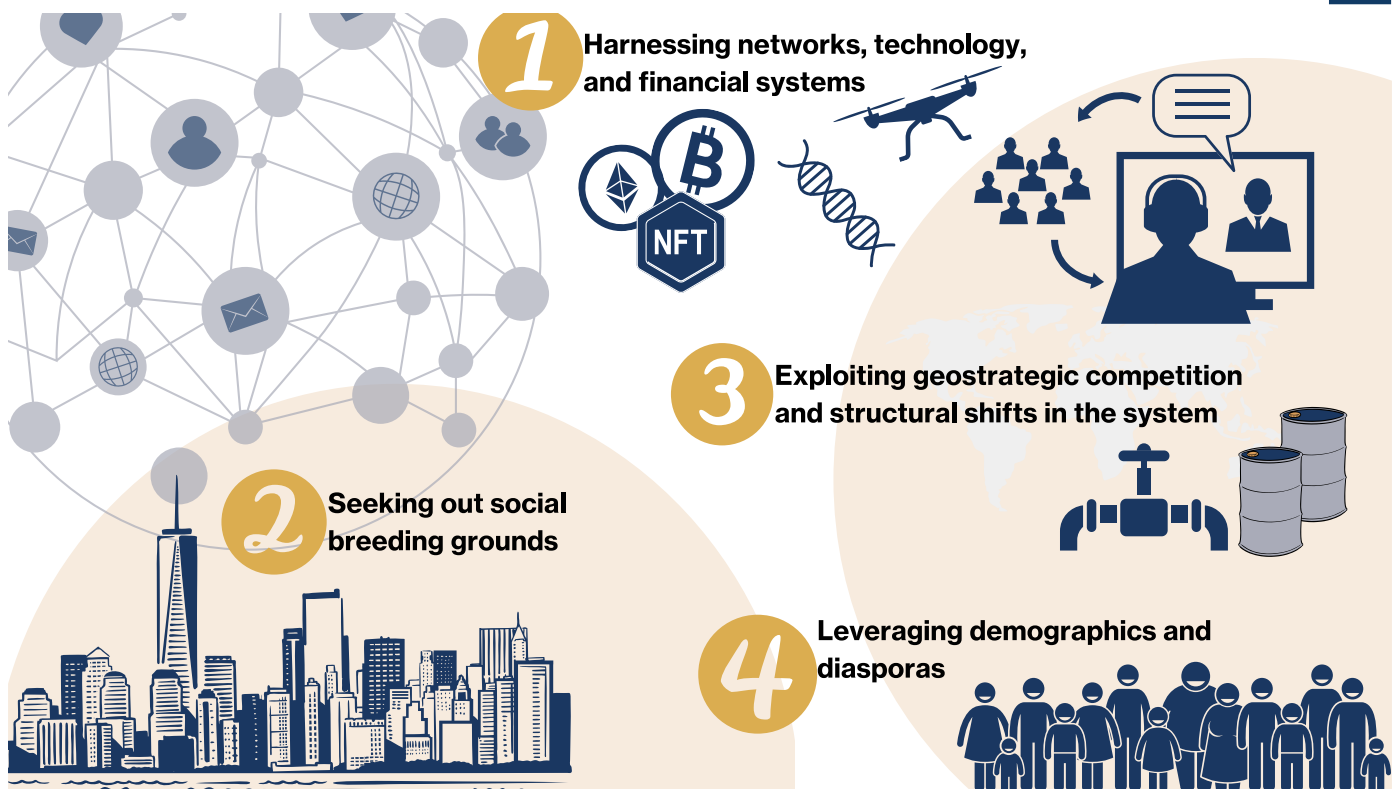 1
Harnessing networks, technology,
and financial systems
NFT
3
Exploiting geostrategic competition
and structural shifts in the system
2
Seeking out social
breeding grounds
4
Leveraging demographics and
diasporas